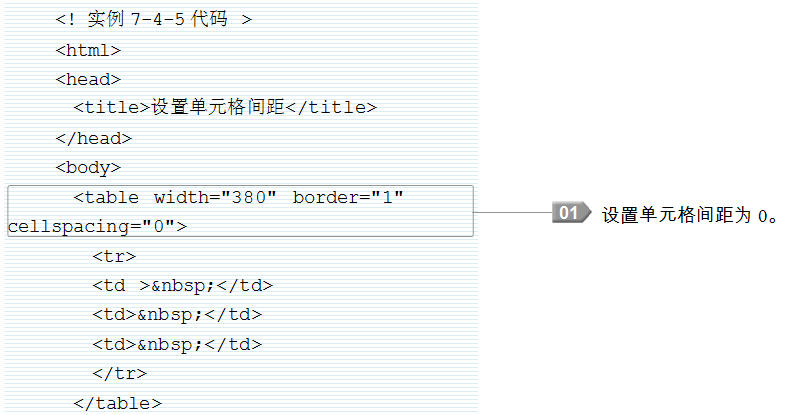 <! 实例 7-4-5 代码 >
<html>
<head>
<title>设置单元格间距</title>
</head>
<body>
<table width="380" border="1"
cellspacing="0">
01 设置单元格间距为 0。
<tr>
<td >&nbsp;</td>
<td>&nbsp;</td>
<td>&nbsp;</td>
</tr>
</table>